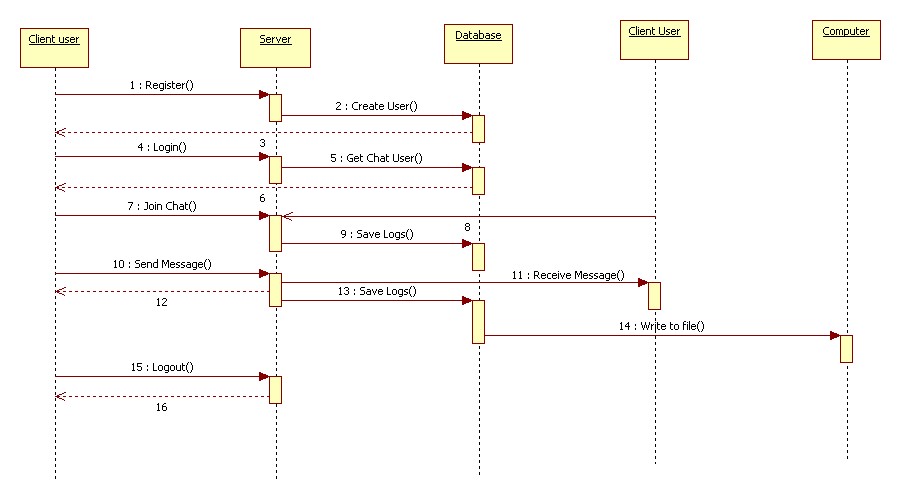 Client user
Server
Database
Client User
Computer
1 : Register()
2 : Create User()
3
4 : Login()
5 : Get Chat User()
6
7 : Join Chat()
8
9 : Save Logs()
10 : Send Message()
11 : Receive Message()
12
13 : Save Logs()
14 : Write to file()
15 : Logout()
16